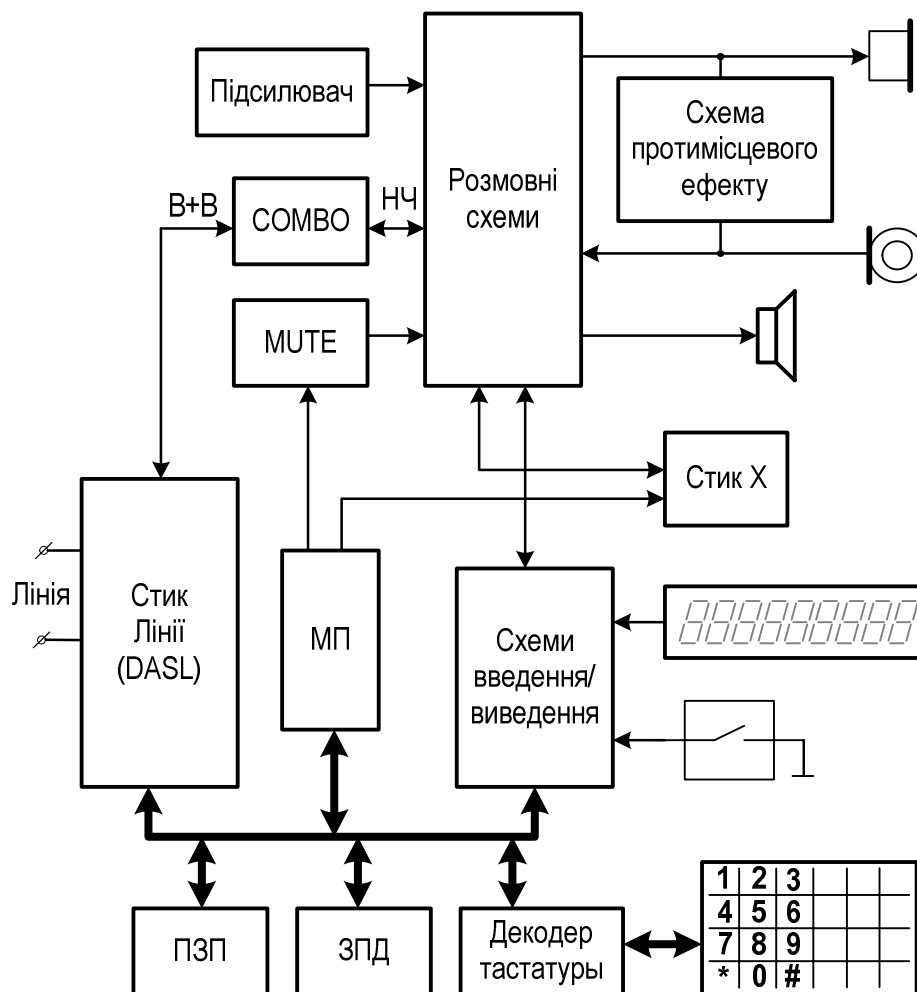 Підсилювач
Розмовні
схеми
Схема
протимісцевого
ефекту
В+В
COMBO
НЧ
MUTE
Стик Х
Лінія
Стик
Лінії
(DASL)
МП
Схеми
введення/
виведення
ПЗП
ЗПД
Декодер
тастатуры
1 2 3
4 5 6
7 8 9
* 0 #